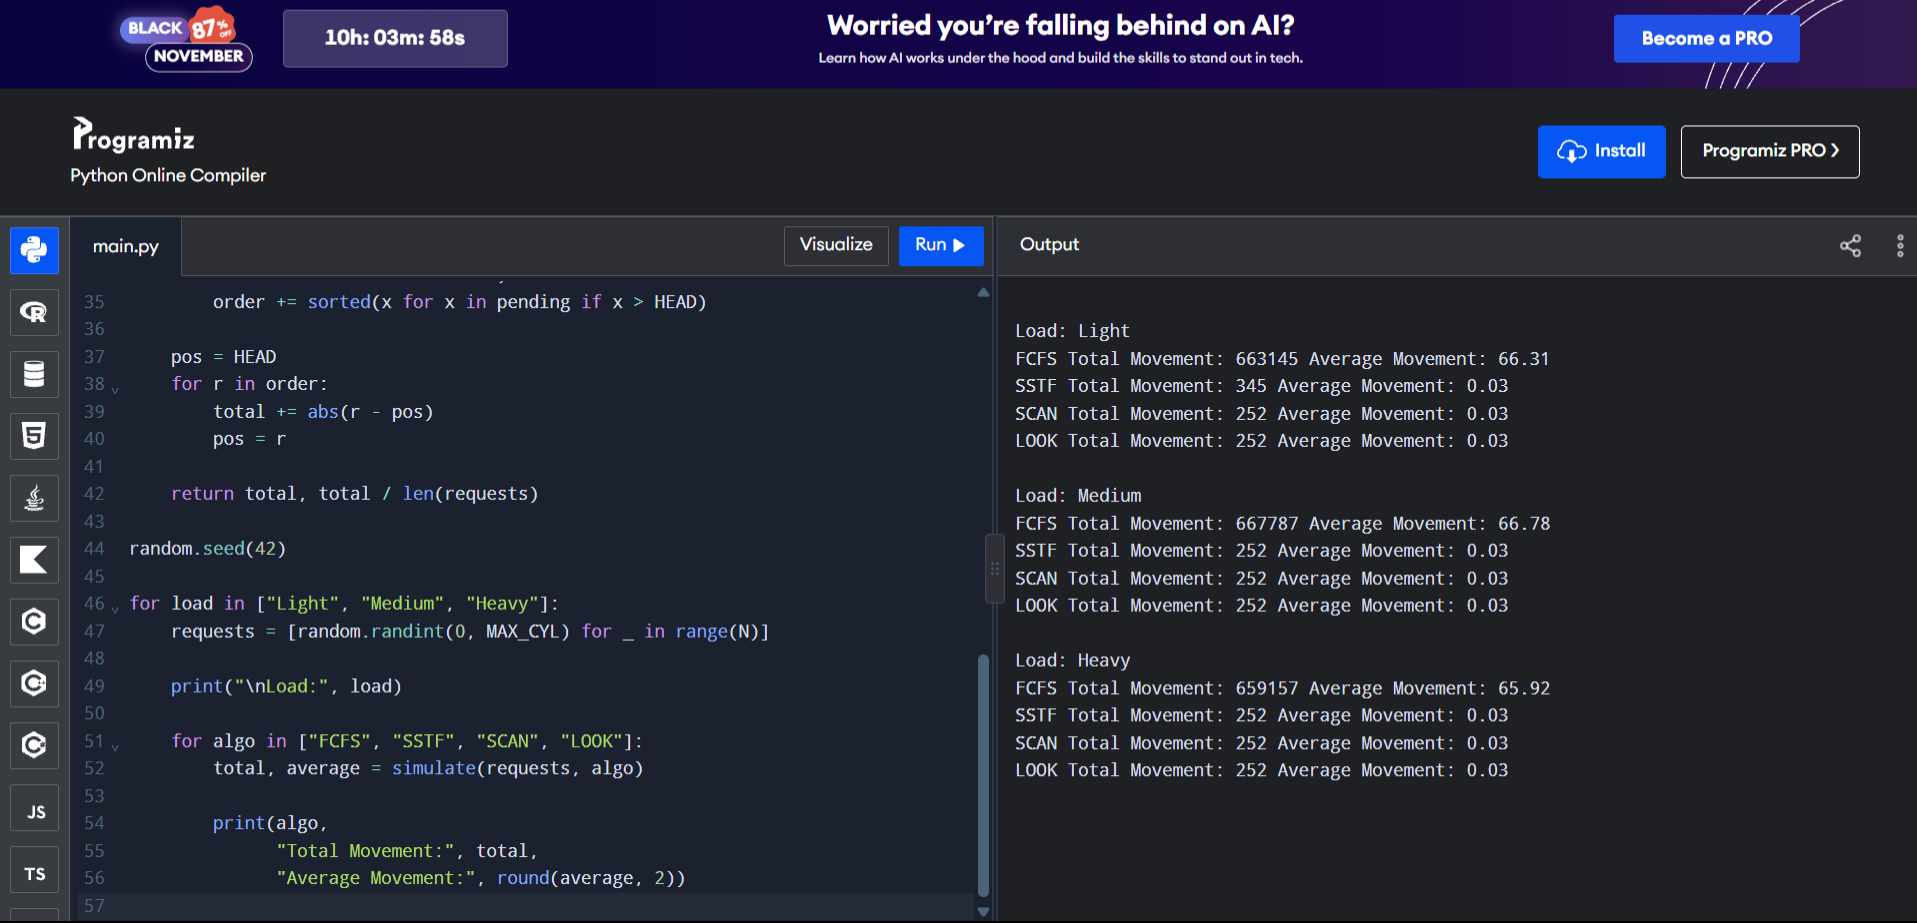 BLACK 87% OFF
NOVEMBER
10h: 03m: 58s
Worried you're falling behind on AI?
Learn how AI works under the hood and build the skills to stand out in tech.
Become a PRO
Programiz
Python Online Compiler
Install
Programiz PRO
main.py
Visualize
Run
35 order += sorted(x for x in pending if x > HEAD)
36
37 pos = HEAD
38 for r in order:
39 total += abs(r - pos)
40 pos = r
41
42 return total, total / len(requests)
43
44 random.seed(42)
45
46 for load in ["Light", "Medium", "Heavy"]:
47 requests = [random.randint(0, MAX_CYL) for _ in range(N)]
48
49 print("\nLoad:", load)
50
51 for algo in ["FCFS", "SSTF", "SCAN", "LOOK"]:
52 total, average = simulate(requests, algo)
53
54 print(algo,
55 "Total Movement:", total,
56 "Average Movement:", round(average, 2))
57
Output
Load: Light
FCFS Total Movement: 663145 Average Movement: 66.31
SSTF Total Movement: 345 Average Movement: 0.03
SCAN Total Movement: 252 Average Movement: 0.03
LOOK Total Movement: 252 Average Movement: 0.03
Load: Medium
FCFS Total Movement: 667787 Average Movement: 66.78
SSTF Total Movement: 252 Average Movement: 0.03
SCAN Total Movement: 252 Average Movement: 0.03
LOOK Total Movement: 252 Average Movement: 0.03
Load: Heavy
FCFS Total Movement: 659157 Average Movement: 65.92
SSTF Total Movement: 252 Average Movement: 0.03
SCAN Total Movement: 252 Average Movement: 0.03
LOOK Total Movement: 252 Average Movement: 0.03
R
5
C
C
C
JS
TS